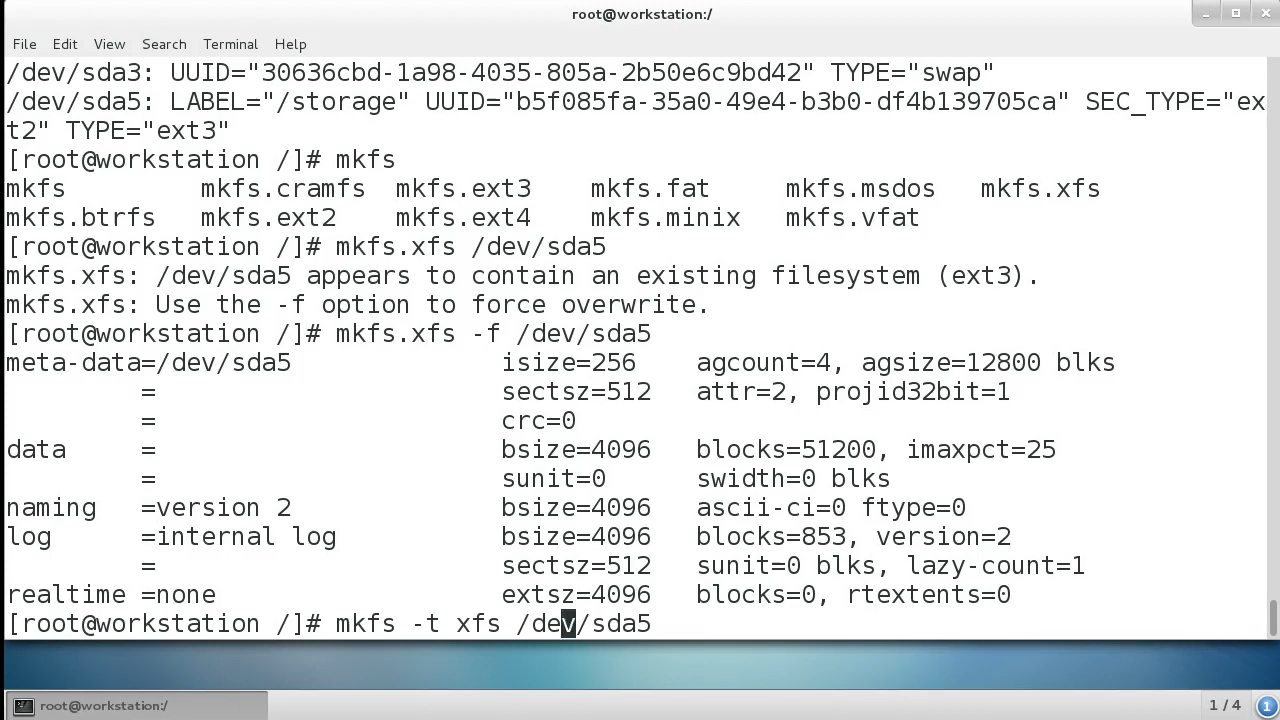 root@workstation:/
File Edit View Search Terminal Help
/dev/sda3: UUID="30636cbd-1a98-4035-805a-2b50e6c9bd42" TYPE="swap"
/dev/sda5: LABEL="/storage" UUID="b5f085fa-35a0-49e4-b3b0-df4b139705ca" SEC_TYPE="ex
t2" TYPE="ext3"
[root@workstation /]# mkfs
mkfs mkfs.cramfs mkfs.ext3 mkfs.fat mkfs.msdos mkfs.xfs
mkfs.btrfs mkfs.ext2 mkfs.ext4 mkfs.minix mkfs.vfat
[root@workstation /]# mkfs.xfs /dev/sda5
mkfs.xfs: /dev/sda5 appears to contain an existing filesystem (ext3).
mkfs.xfs: Use the -f option to force overwrite.
[root@workstation /]# mkfs.xfs -f /dev/sda5
meta-data=/dev/sda5 isize=256 agcount=4, agsize=12800 blks
= sectsz=512 attr=2, projid32bit=1
= crc=0
data = bsize=4096 blocks=51200, imaxpct=25
= sunit=0 swidth=0 blks
naming =version 2 bsize=4096 ascii-ci=0 ftype=0
log =internal log bsize=4096 blocks=853, version=2
= sectsz=512 sunit=0 blks, lazy-count=1
realtime =none extsz=4096 blocks=0, rtextents=0
[root@workstation /]# mkfs -t xfs /dev/sda5
root@workstation:/ 1 / 4 1